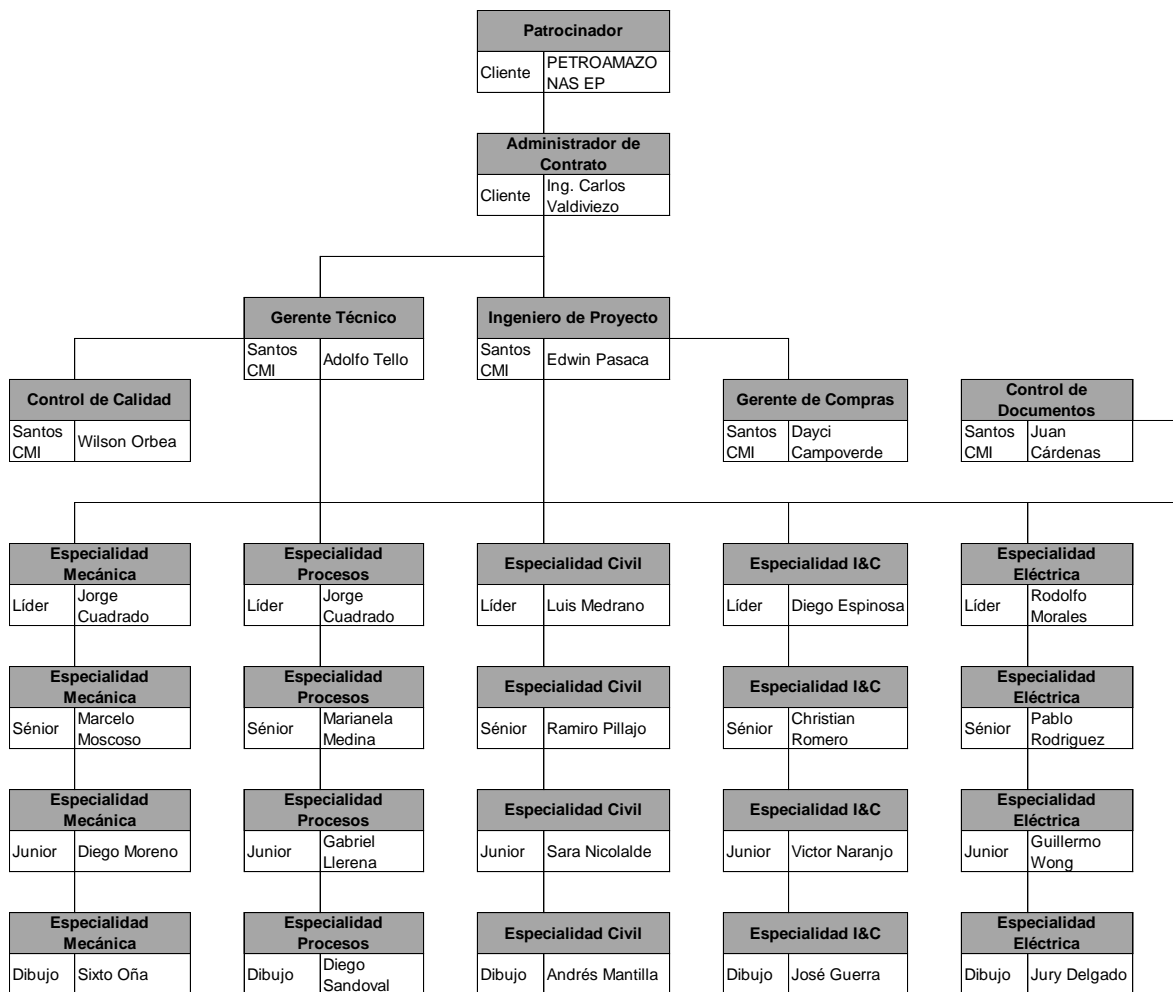 Patrocinador
Cliente
PETROAMAZO
NAS EP
Administrador de
Contrato
Cliente
Ing. Carlos
Valdiviezo
Gerente Técnico
Santos
CMI
Adolfo Tello
Ingeniero de Proyecto
Santos
CMI
Edwin Pasaca
Control de Calidad
Santos
CMI
Wilson Orbea
Gerente de Compras
Santos
CMI
Dayci
Campoverde
Control de
Documentos
Santos
CMI
Juan
Cárdenas
Especialidad
Mecánica
Líder
Jorge
Cuadrado
Especialidad
Procesos
Líder
Jorge
Cuadrado
Especialidad Civil
Líder
Luis Medrano
Especialidad I&C
Líder
Diego Espinosa
Especialidad
Eléctrica
Líder
Rodolfo
Morales
Especialidad
Mecánica
Sénior
Marcelo
Moscoso
Especialidad
Procesos
Sénior
Marianela
Medina
Especialidad Civil
Sénior
Ramiro Pillajo
Especialidad I&C
Sénior
Christian
Romero
Especialidad
Eléctrica
Sénior
Pablo
Rodriguez
Especialidad
Mecánica
Junior
Diego Moreno
Especialidad
Procesos
Junior
Gabriel
Llerena
Especialidad Civil
Junior
Sara Nicolalde
Especialidad I&C
Junior
Victor Naranjo
Especialidad
Eléctrica
Junior
Guillermo
Wong
Especialidad
Mecánica
Dibujo
Sixto Oña
Especialidad
Procesos
Dibujo
Diego
Sandoval
Especialidad Civil
Dibujo
Andrés Mantilla
Especialidad I&C
Dibujo
José Guerra
Especialidad
Eléctrica
Dibujo
Jury Delgado